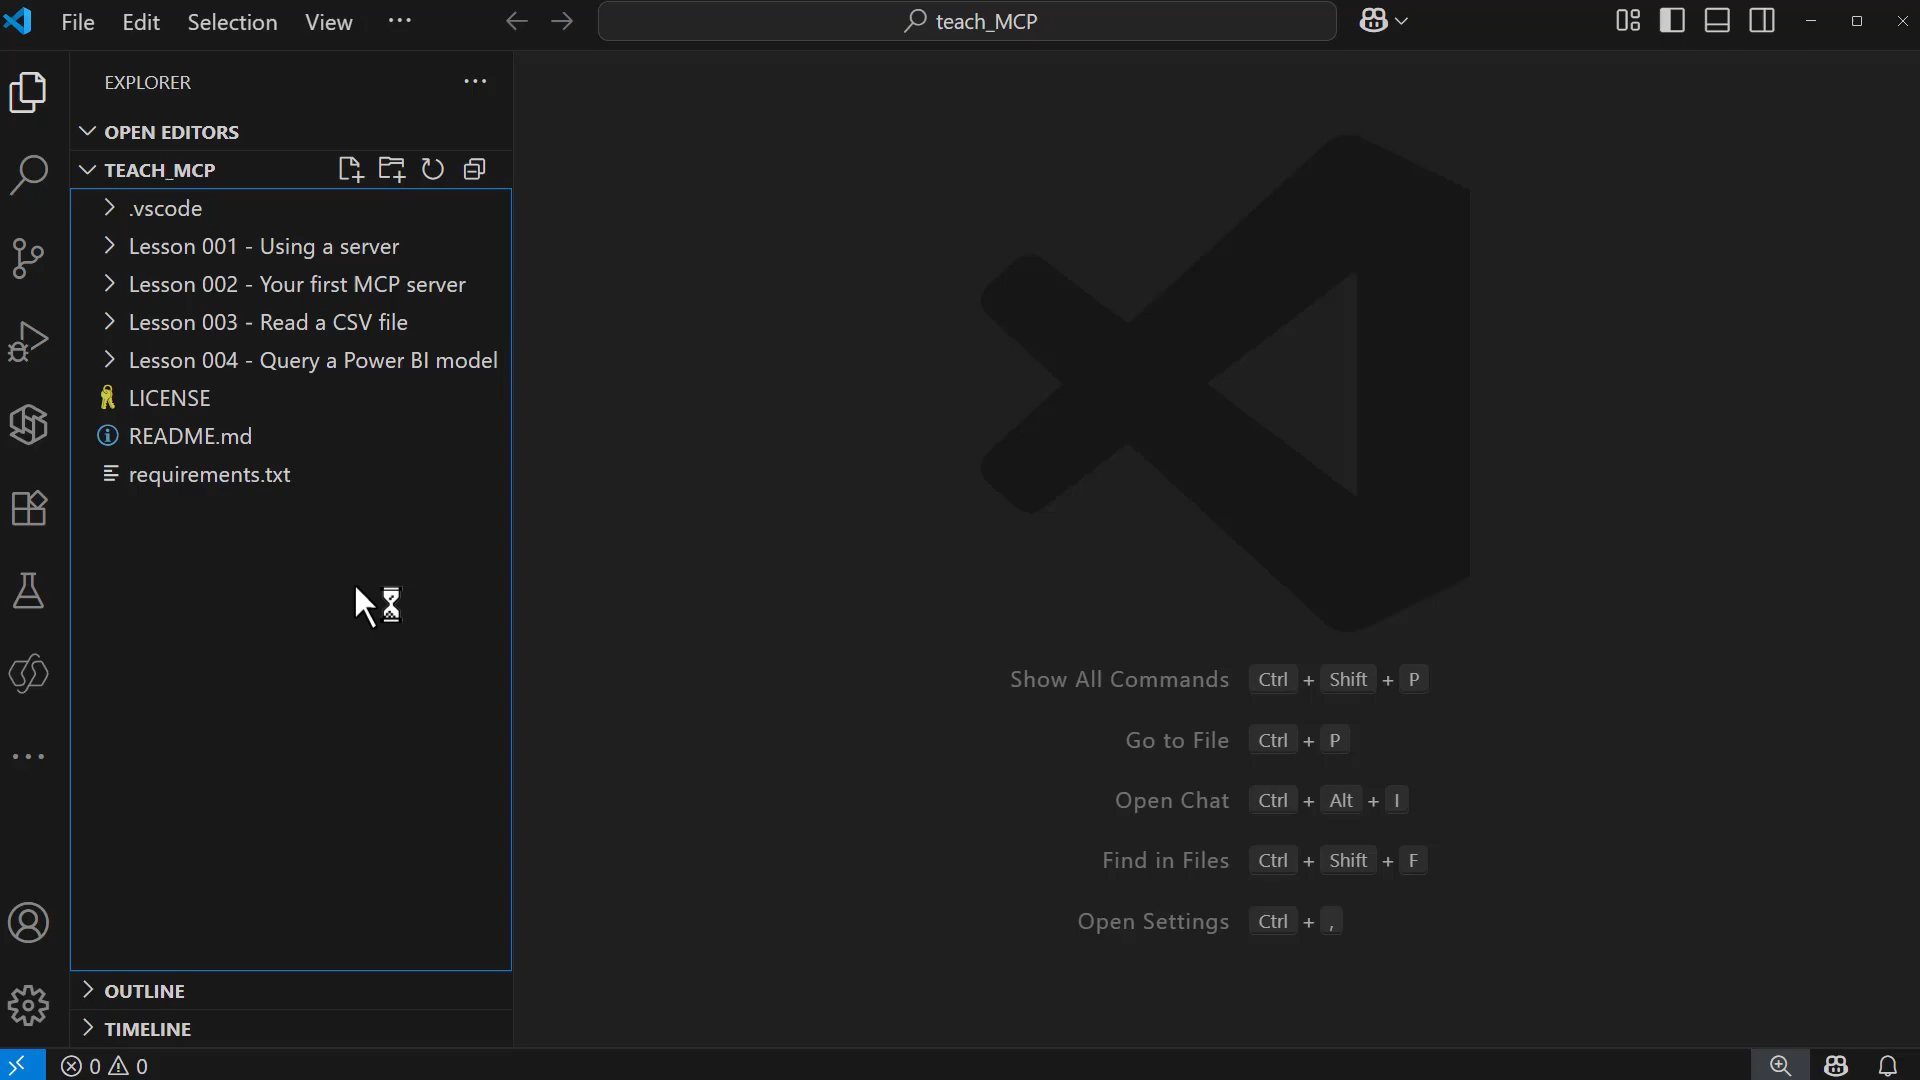 File Edit Selection View ···
teach_MCP
EXPLORER
OPEN EDITORS
TEACH_MCP
.vscode
Lesson 001 - Using a server
Lesson 002 - Your first MCP server
Lesson 003 - Read a CSV file
Lesson 004 - Query a Power BI model
LICENSE
README.md
requirements.txt
Show All Commands Ctrl + Shift + P
Go to File Ctrl + P
Open Chat Ctrl + Alt + I
Find in Files Ctrl + Shift + F
Open Settings Ctrl + ,
OUTLINE
TIMELINE
0 0